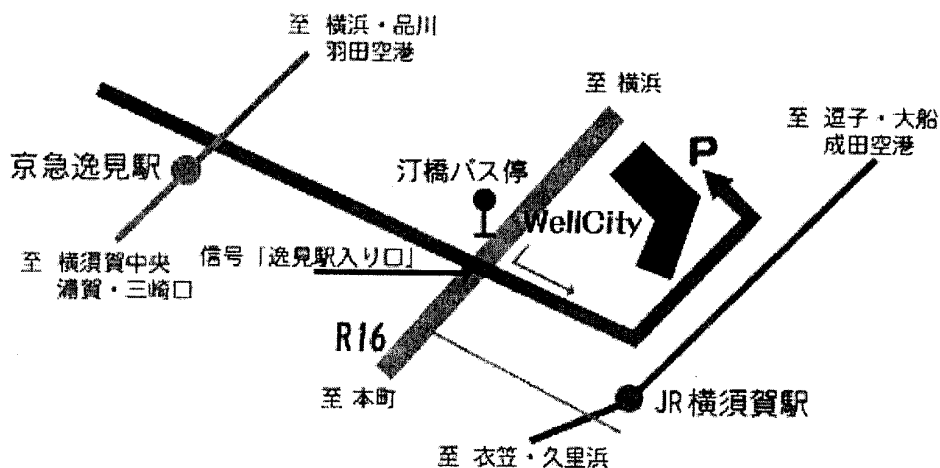 至 横浜・品川
羽田空港
至 横浜
至 逗子・大船
成田空港
P
京急逸見駅
汀橋バス停
WellCity
至 横須賀中央
浦賀・三崎口
信号「逸見駅入り口」
R16
至 本町
JR横須賀駅
至 衣笠・久里浜